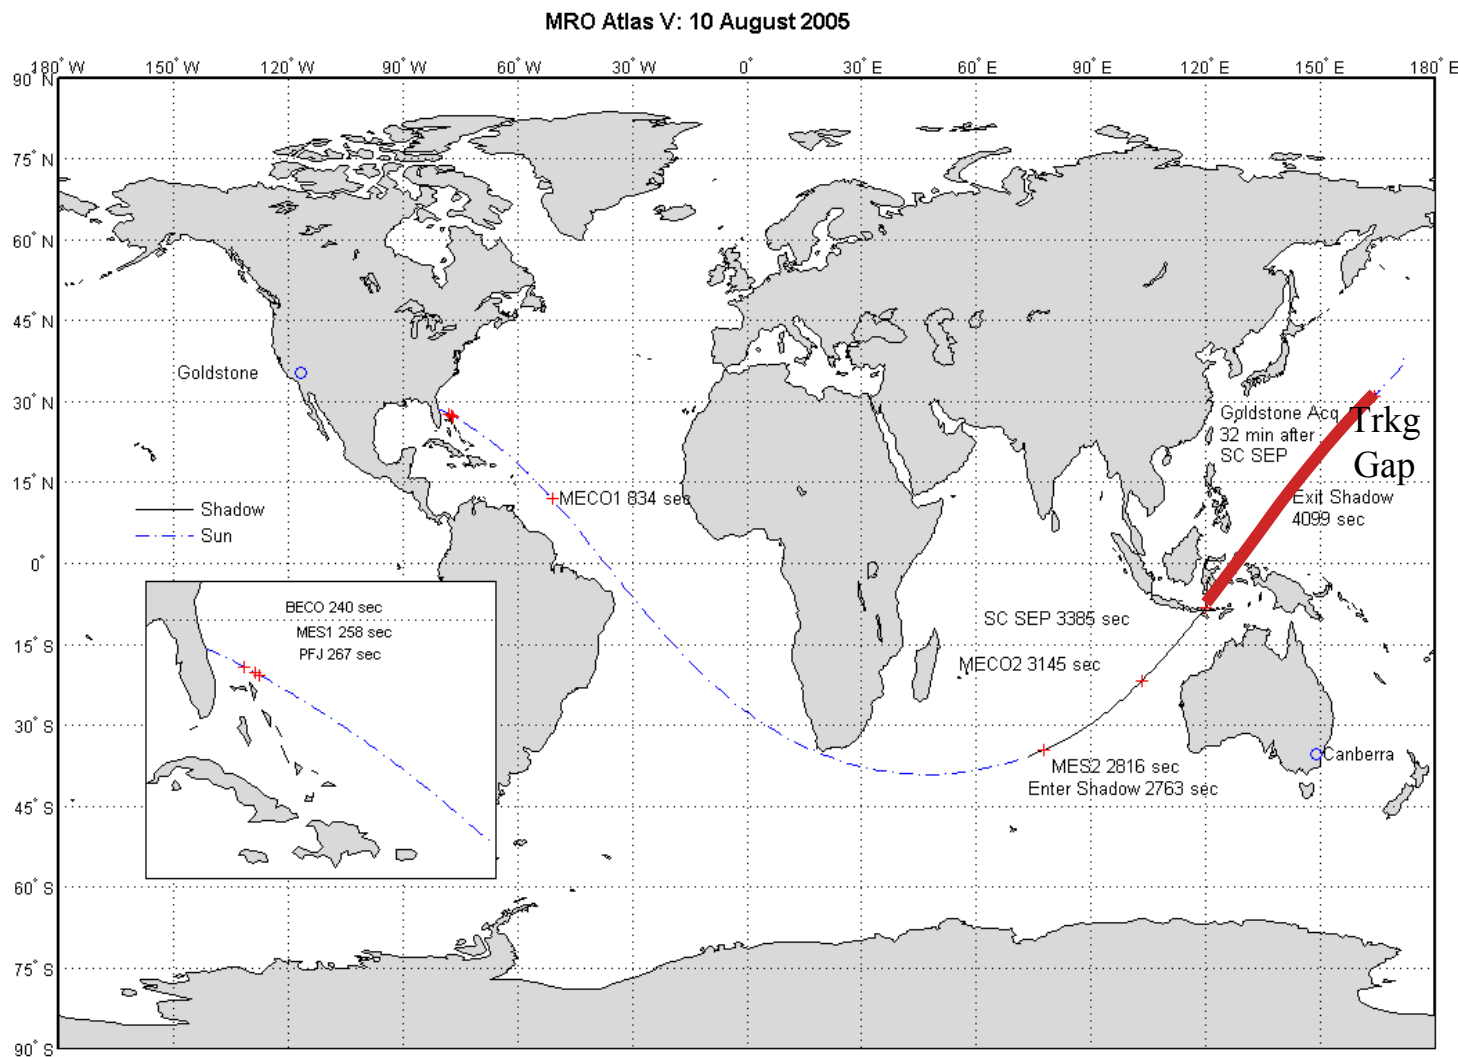 MRO Atlas V: 10 August 2005
180° W 150° W 120° W 90° W 60° W 30° W 0° 30° E 60° E 90° E 120° E 150° E 180° E
90° N
75° N
60° N
45° N
30° N
15° N
0°
15° S
30° S
45° S
60° S
75° S
90° S
Goldstone
Goldstone Acq
32 min after
SC SEP
Trkg
Gap
MECO1 834 sec
Exit Shadow
4099 sec
Shadow
Sun
BECO 240 sec
MES1 258 sec
PFJ 267 sec
SC SEP 3385 sec
MECO2 3145 sec
MES2 2816 sec
Enter Shadow 2763 sec
Canberra